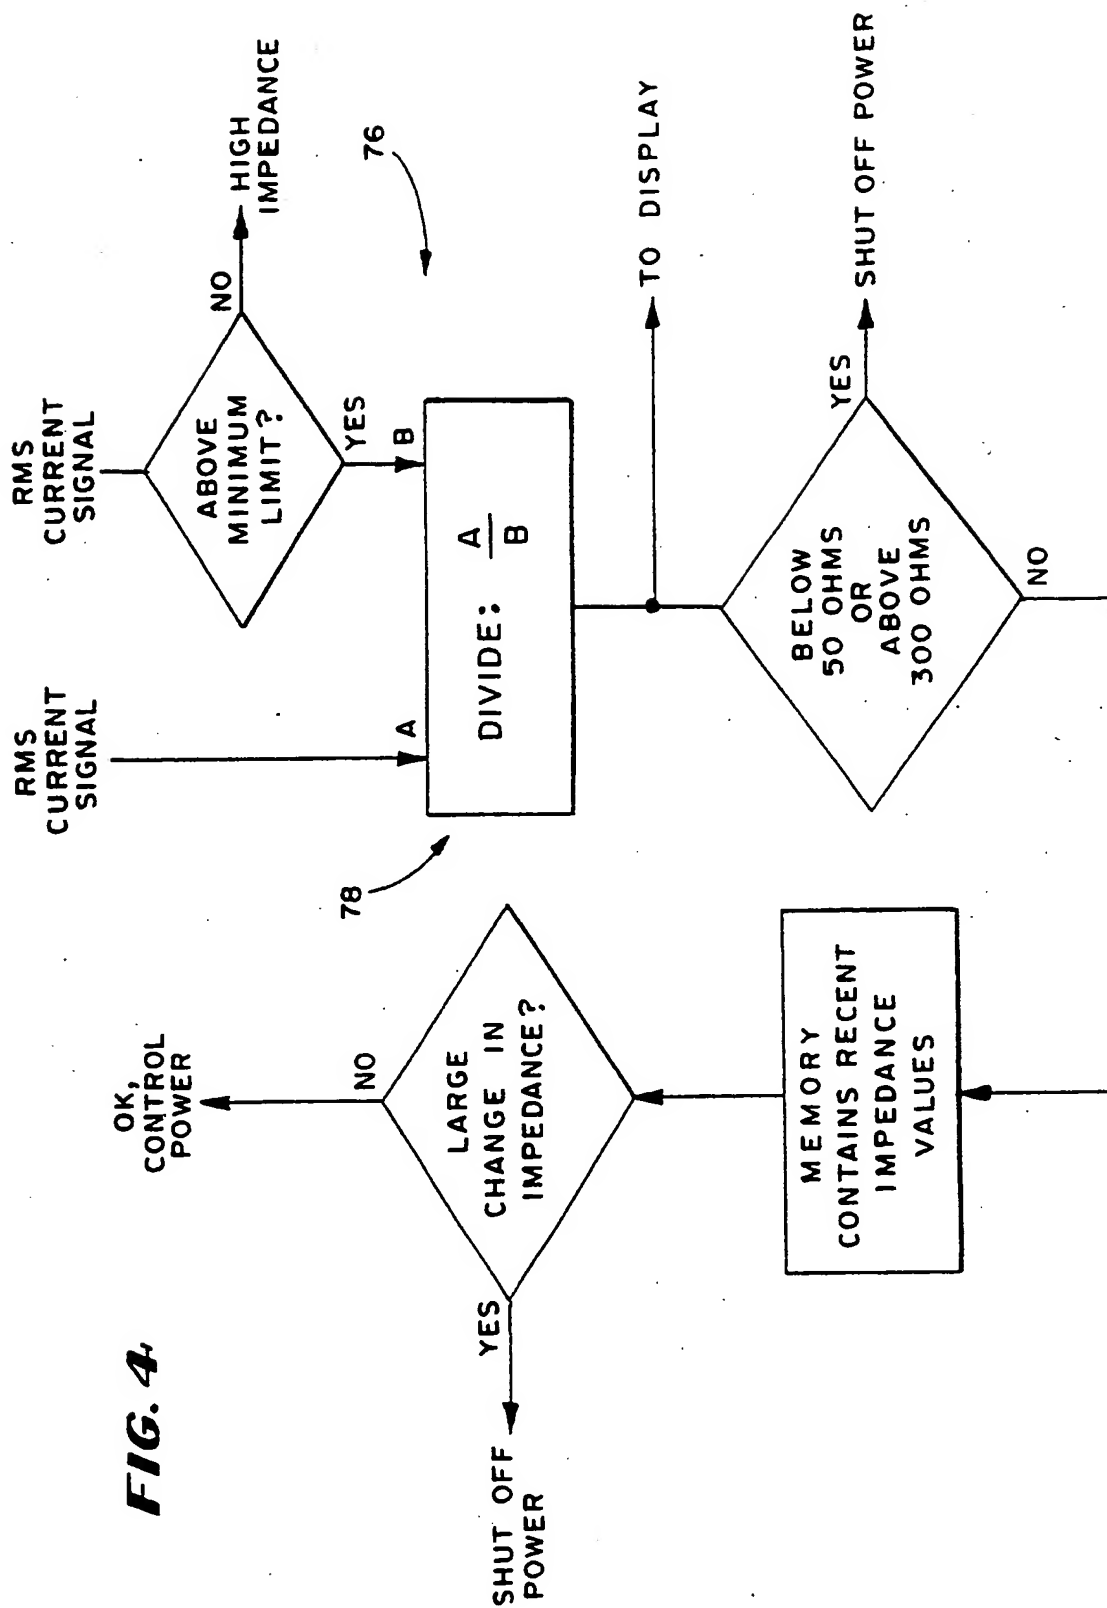 FIG. 4
RMS
CURRENT
SIGNAL
RMS
CURRENT
SIGNAL
ABOVE
MINIMUM
LIMIT?
NO
HIGH
IMPEDANCE
YES
A
B
76
78
DIVIDE: A/B
TO DISPLAY
BELOW
50 OHMS
OR
ABOVE
300 OHMS
YES
SHUT OFF POWER
NO
MEMORY
CONTAINS RECENT
IMPEDANCE
VALUES
LARGE
CHANGE IN
IMPEDANCE?
NO
OK,
CONTROL
POWER
YES
SHUT OFF
POWER